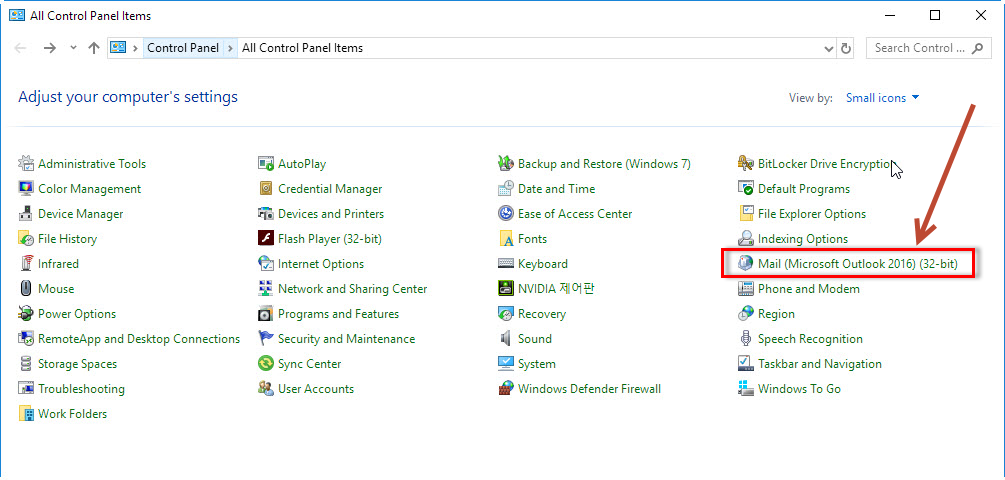 All Control Panel Items
Control Panel All Control Panel Items Search Control ...
Adjust your computer's settings View by: Small icons
Administrative Tools AutoPlay Backup and Restore (Windows 7) BitLocker Drive Encryption
Color Management Credential Manager Date and Time Default Programs
Device Manager Devices and Printers Ease of Access Center File Explorer Options
File History Flash Player (32-bit) Fonts Indexing Options
Infrared Internet Options Keyboard Mail (Microsoft Outlook 2016) (32-bit)
Mouse Network and Sharing Center NVIDIA 제어판 Phone and Modem
Power Options Programs and Features Recovery Region
RemoteApp and Desktop Connections Security and Maintenance Sound Speech Recognition
Storage Spaces Sync Center System Taskbar and Navigation
Troubleshooting User Accounts Windows Defender Firewall Windows To Go
Work Folders